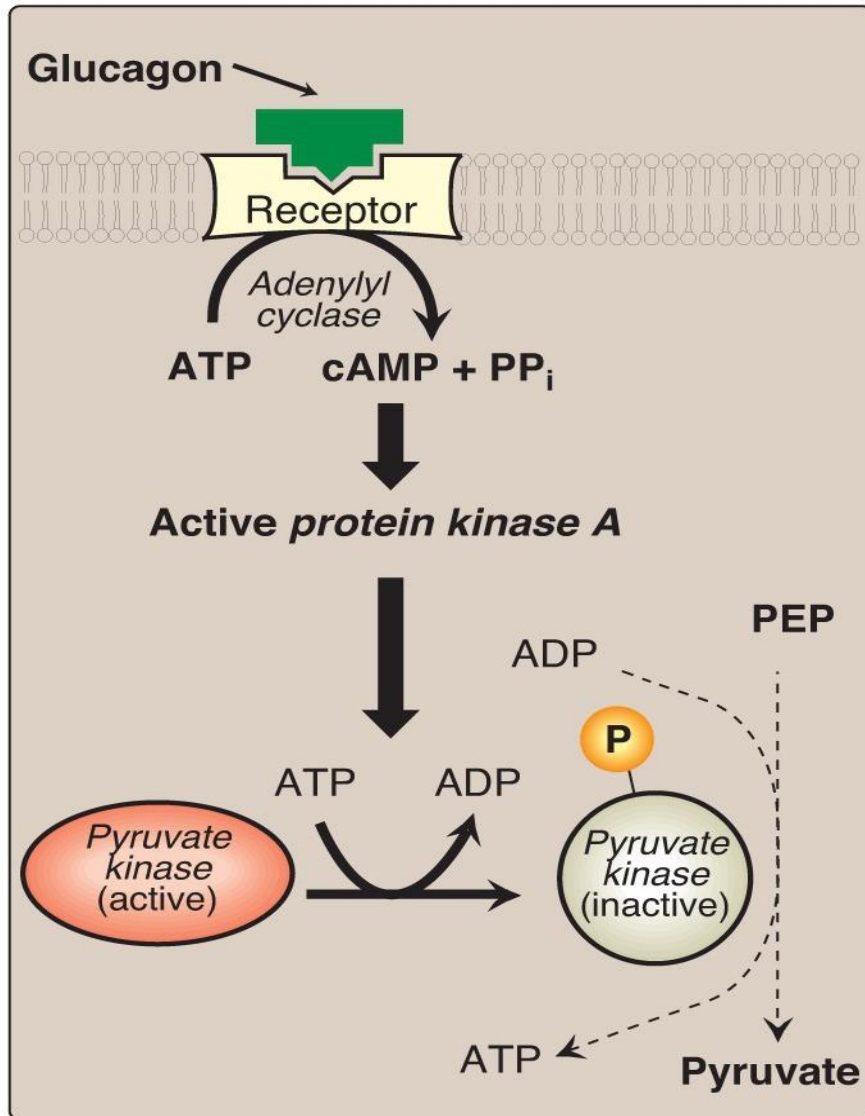 Glucagon
Receptor
Adenylyl
cyclase
ATP
cAMP + PPi
Active protein kinase A
PEP
ADP
P
ATP
ADP
Pyruvate
kinase
(active)
Pyruvate
kinase
(inactive)
ATP
Pyruvate